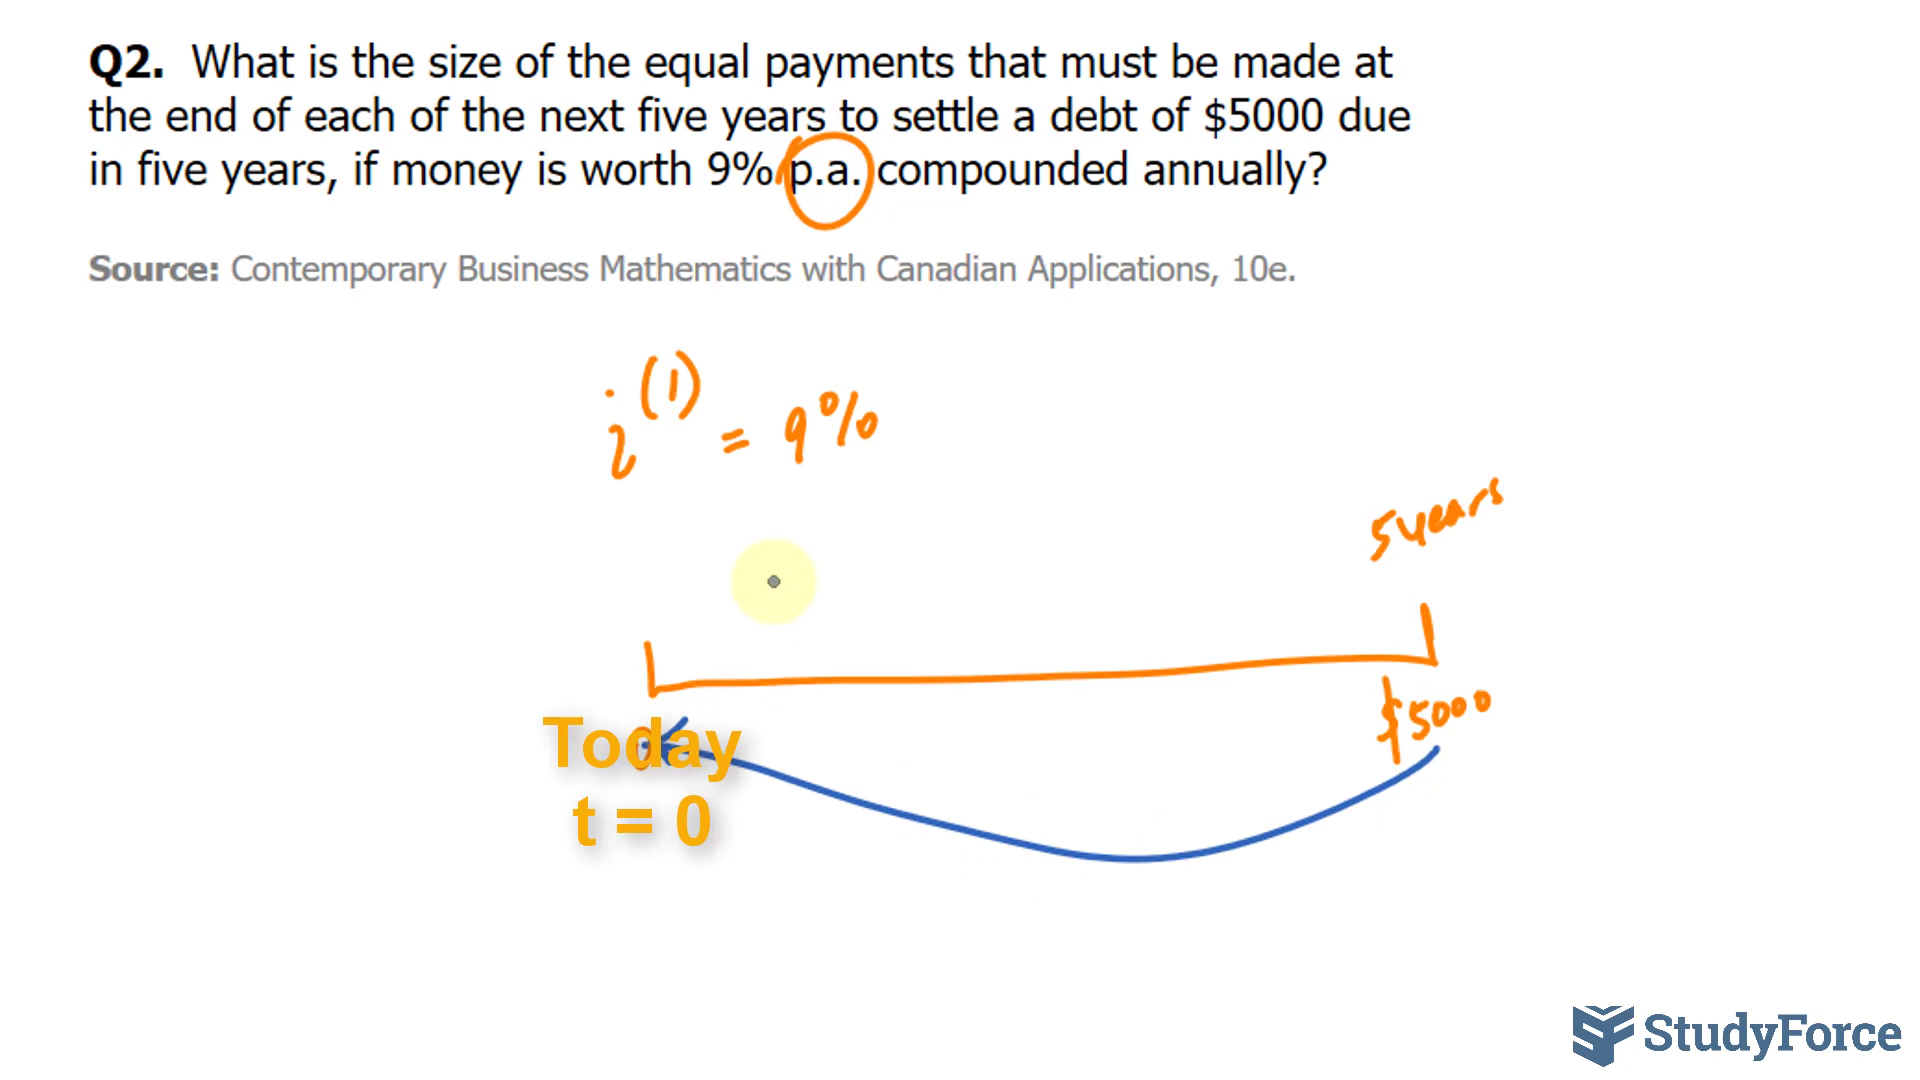 Q2. What is the size of the equal payments that must be made at
the end of each of the next five years to settle a debt of $5000 due
in five years, if money is worth 9% p.a. compounded annually?
Source: Contemporary Business Mathematics with Canadian Applications, 10e.
i(1) = 9%
5 years
$5000
Today
t = 0
StudyForce